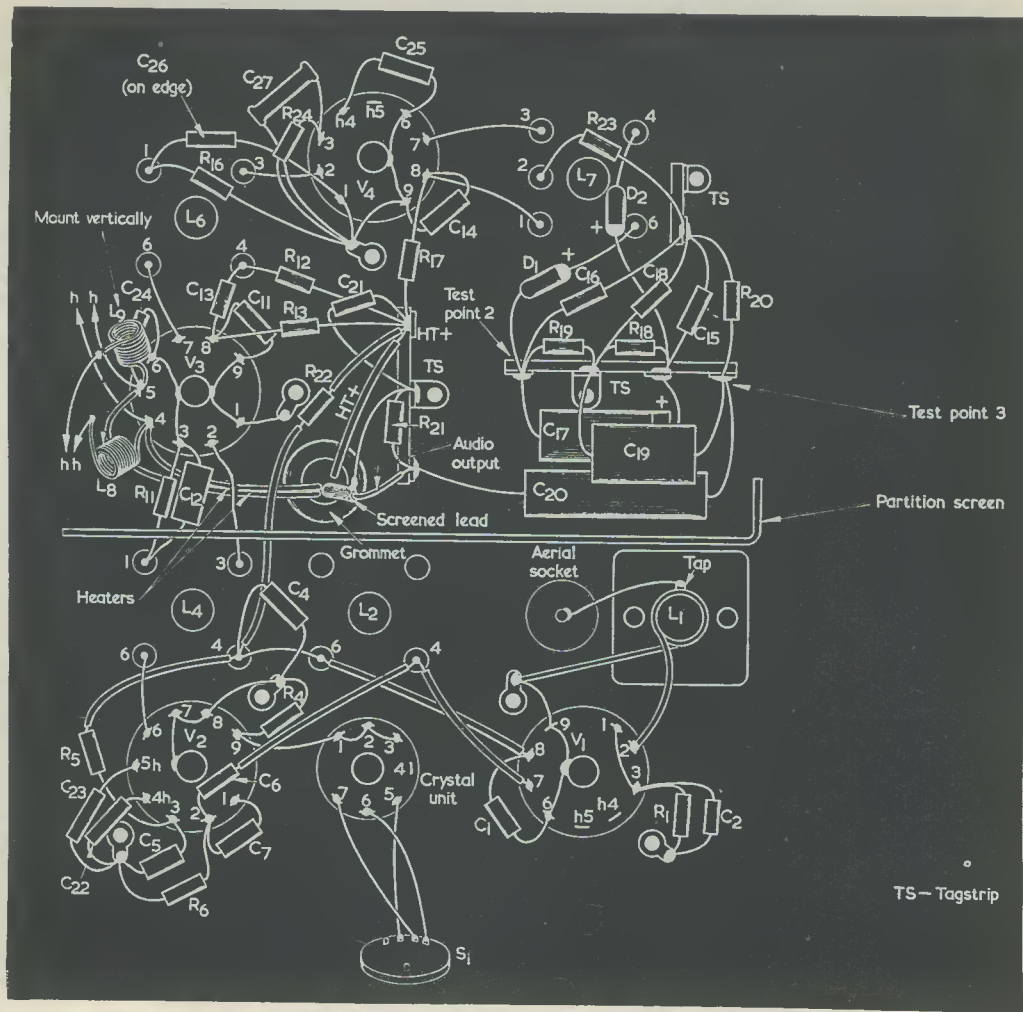 C26
(on edge)
C27
C25
R24
h4
h5
6
3
7
3
R23
4
1
R16
3
2
V4
8
2
L7
D2
TS
1
9
C14
1
+
6
Mount vertically
L6
6
4
R12
R17
D1
+
C16
C18
h
h
C24
L9
C13
C11
C21
Test
point 2
R20
R13
HT+
R19
R18
C15
7
8
V3
6
9
R22
TS
TS
5
HT+
+
Test point 3
4
1
R21
C17
3
2
Audio
output
C19
h
h
L8
R11
C12
C20
Screened lead
Partition screen
Grommet
1
3
Aerial
socket
Tap
Heaters
C4
L4
L2
L1
6
4
6
4
R4
7
8
9
1
6
V2
9
1
2
3
8
V1
2
R5
5h
C6
41
Crystal
unit
7
3
C23
4h
1
7
6
5
6
h5
h4
R1
C2
3
2
C1
C5
C7
C22
R6
TS—Tagstrip
S1